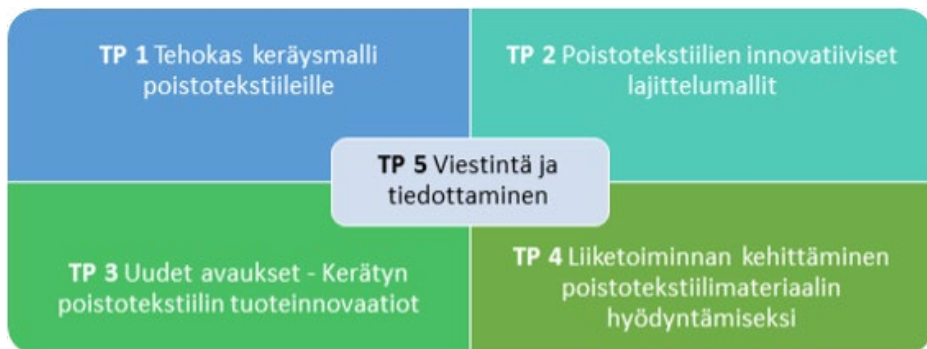 TP 1 Tehokas keräysmalli
poistotekstiileille
TP 2 Poistotekstiilien innovatiiviset
lajittelumallit
TP 5 Viestintä ja
tiedottaminen
TP 3 Uudet avaukset - Kerätyn
poistotekstiilin tuoteinnovaatiot
TP 4 Liiketoiminnan kehittäminen
poistotekstiilimateriaalin
hyödyntämiseksi